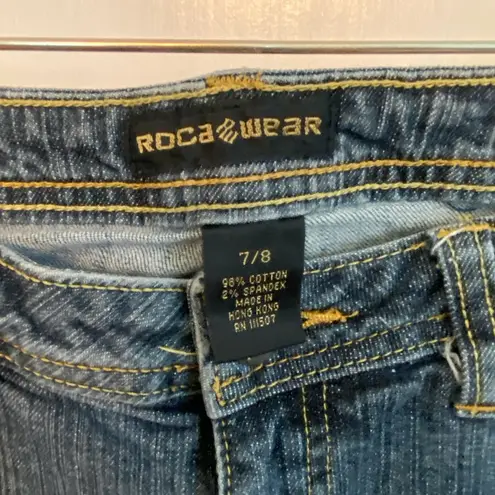 ROCaWEAR
7/8
98% COTTON
2% SPANDEX
MADE IN
HONG KONG
RN 111507